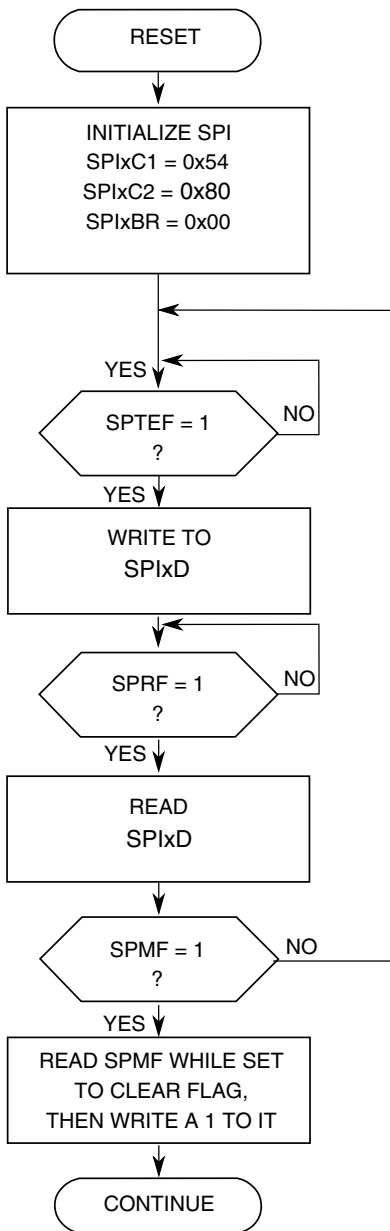 RESET
INITIALIZE SPI
SPIxC1 = 0x54
SPIxC2 = 0x80
SPIxBR = 0x00
YES
SPTEF = 1
?
NO
YES
WRITE TO
SPIxD
SPRF = 1
?
NO
YES
READ
SPIxD
SPMF = 1
?
NO
YES
READ SPMF WHILE SET
TO CLEAR FLAG,
THEN WRITE A 1 TO IT
CONTINUE